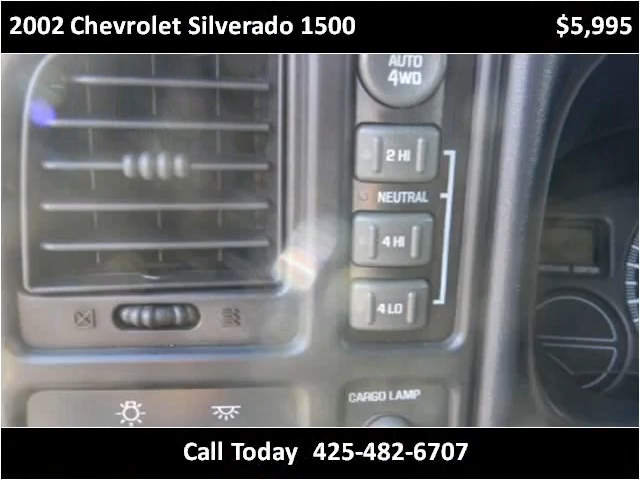 2002 Chevrolet Silverado 1500
$5,995
AUTO
4WD
2 HI
NEUTRAL
4 HI
4 LO
CARGO LAMP
Call Today 425-482-6707